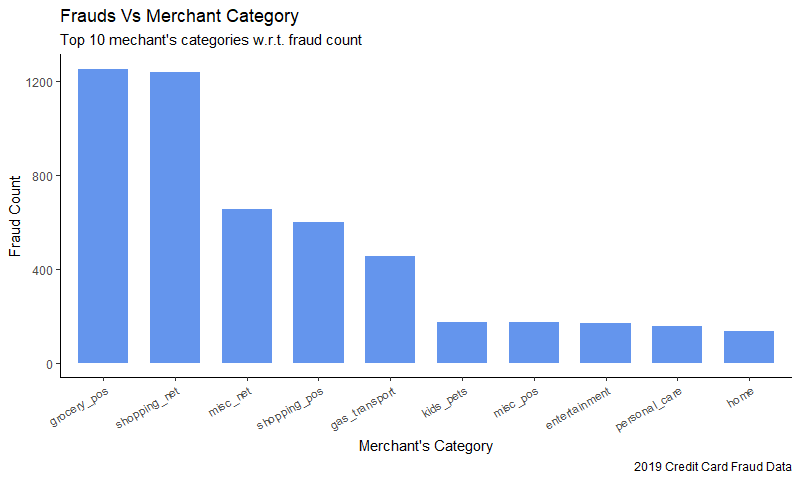 Frauds Vs Merchant Category
Top 10 mechant's categories w.r.t. fraud count
Fraud Count
1200
800
400
0
grocery_pos
shopping_net
misc_net
shopping_pos
gas_transport
kids_pets
misc_pos
entertainment
personal_care
home
Merchant's Category
2019 Credit Card Fraud Data